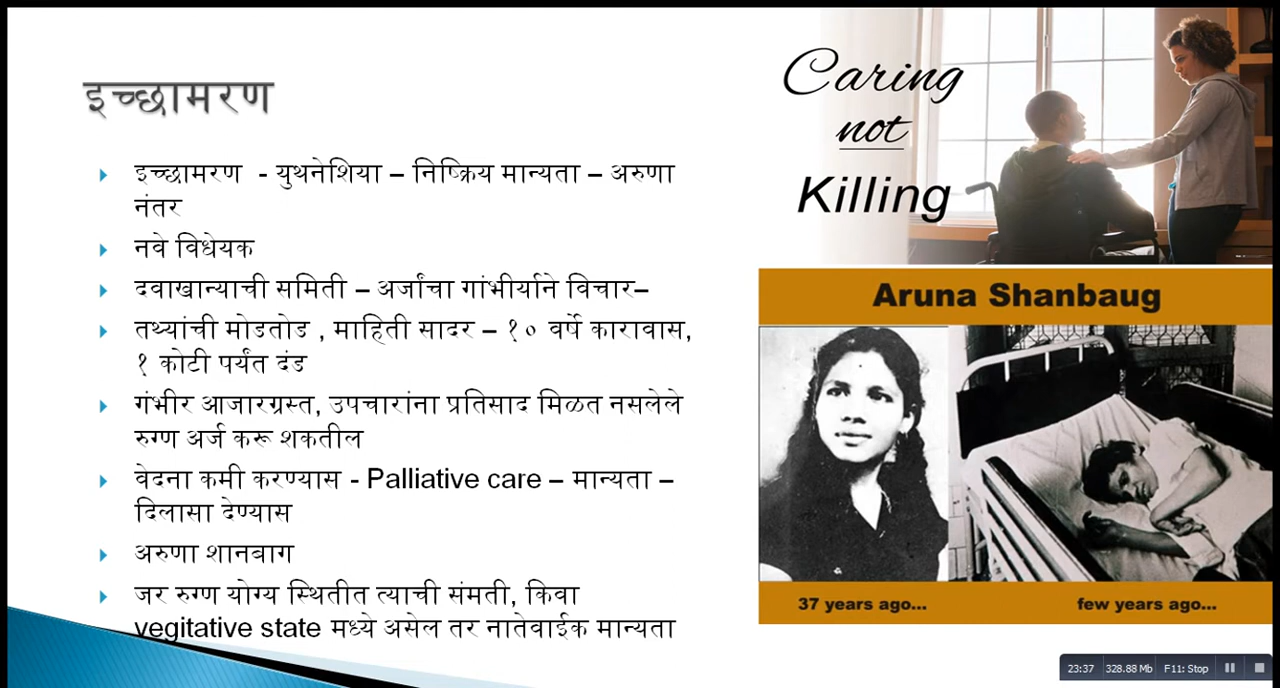 इच्छामरण
इच्छामरण - युथनेशिया – निष्क्रिय मान्यता – अरुणा
नंतर
नवे विधेयक
दवाखान्याची समिती – अर्जांचा गांभीर्याने विचार–
तथ्यांची मोडतोड , माहिती सादर – १० वर्षे कारावास,
१ कोटी पर्यंत दंड
गंभीर आजारग्रस्त, उपचारांना प्रतिसाद मिळत नसलेले
रुग्ण अर्ज करू शकतील
वेदना कमी करण्यास - Palliative care – मान्यता –
दिलासा देण्यास
अरुणा शानबाग
जर रुग्ण योग्य स्थितीत त्याची संमती, किंवा
vegitative state मध्ये असेल तर नातेवाईक मान्यता
Caring
not
Killing
Aruna Shanbaug
37 years ago...
few years ago...
23:37 328.88 Mb F11: Stop